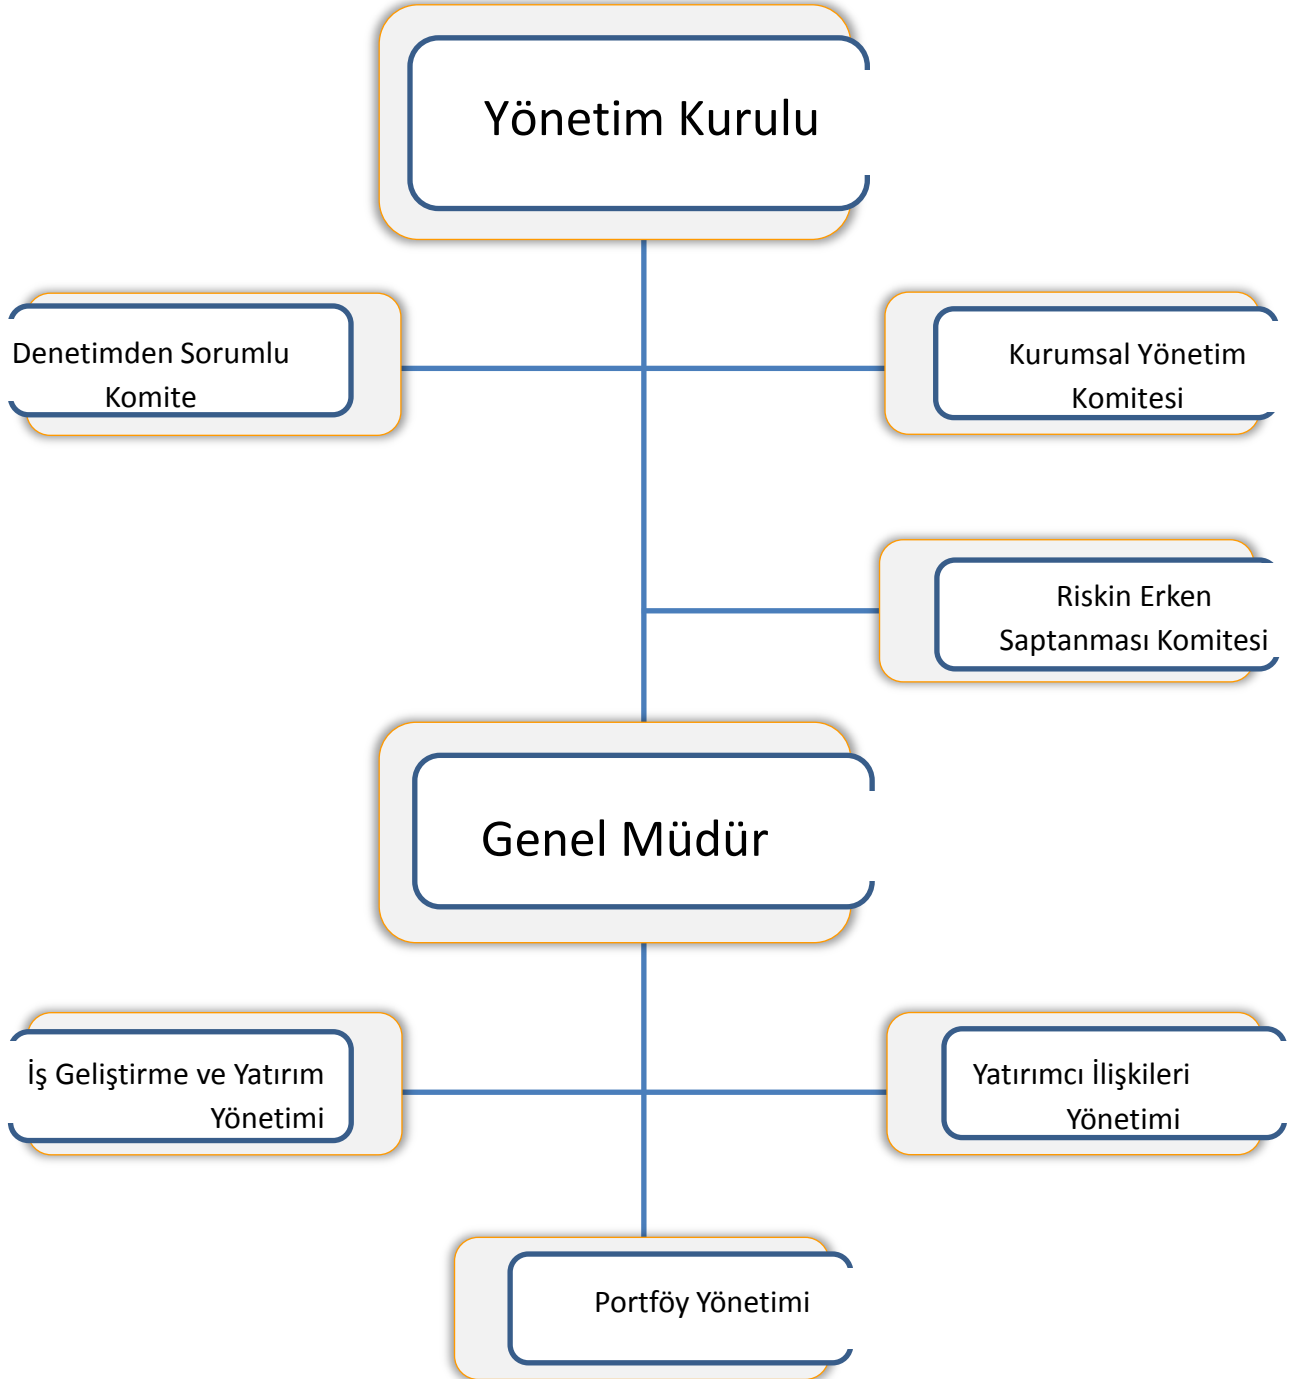 Yönetim Kurulu
Denetimden Sorumlu
Komite
Kurumsal Yönetim
Komitesi
Riskin Erken
Saptanması Komitesi
Genel Müdür
İş Geliştirme ve Yatırım
Yönetimi
Yatırımcı İlişkileri
Yönetimi
Portföy Yönetimi